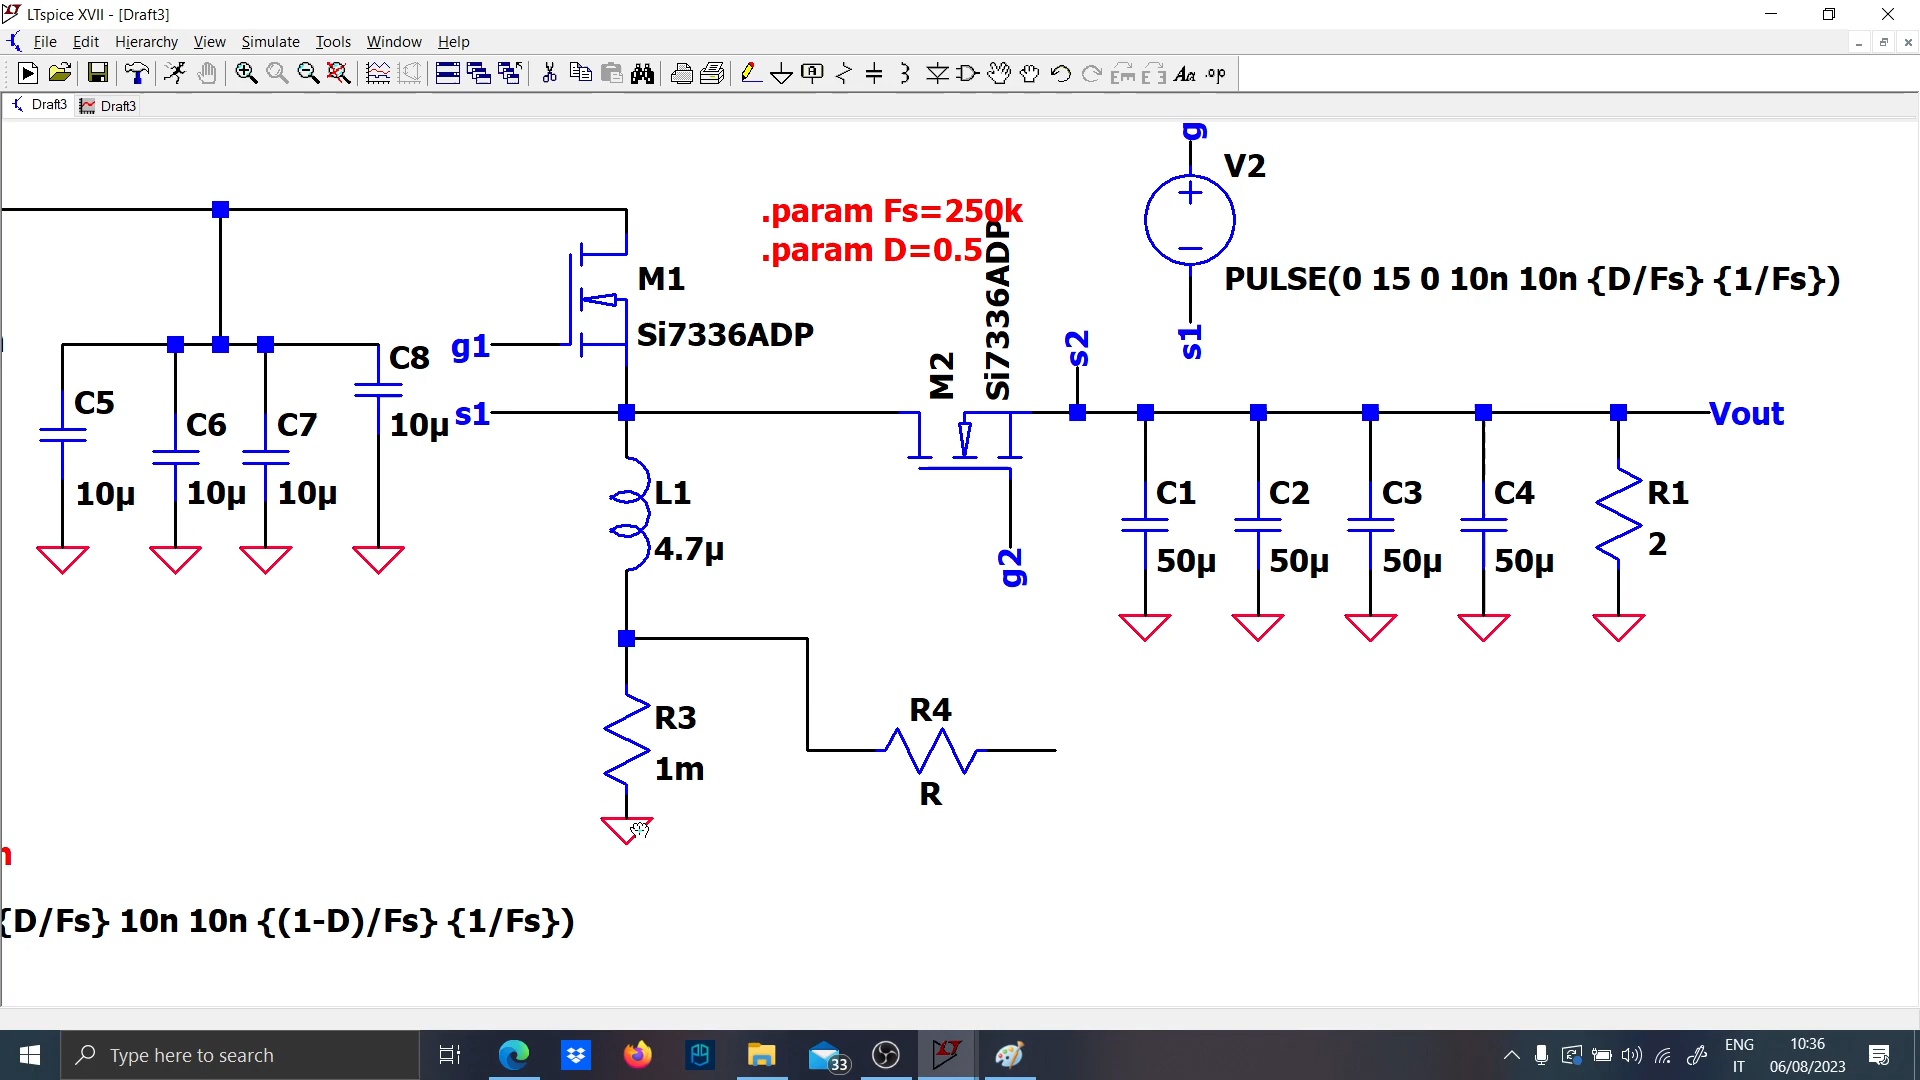 LTspice XVII - [Draft3]
File Edit Hierarchy View Simulate Tools Window Help
Draft3 Draft3
g
V2
.param Fs=250k
.param D=0.5
M1
Si7336ADP
PULSE(0 15 0 10n 10n {D/Fs} {1/Fs})
s1
g1
s1
M2
Si7336ADP
s2
Vout
C5
10µ
C6
10µ
C7
10µ
C8
10µ
L1
4.7µ
g2
C1
50µ
C2
50µ
C3
50µ
C4
50µ
R1
2
R3
1m
R4
R
{D/Fs} 10n 10n {(1-D)/Fs} {1/Fs})
Type here to search
33
ENG
IT
10:36
06/08/2023